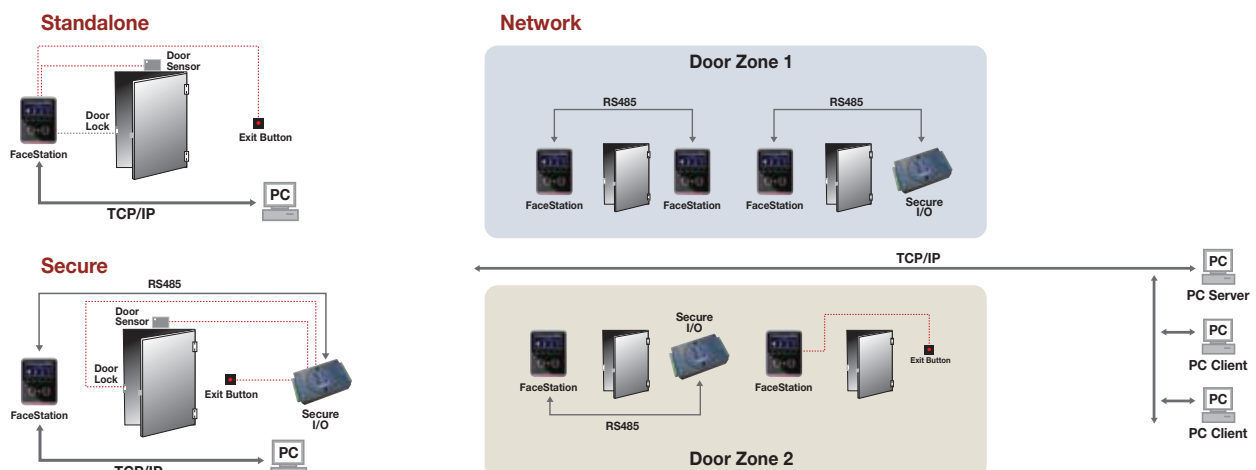 Standalone
Door
Sensor
Door
Lock
FaceStation
Exit Button
PC
TCP/IP
Secure
RS485
Door
Sensor
Door
Lock
FaceStation
Exit Button
Secure
I/O
PC
TCP/IP
Network
Door Zone 1
RS485
RS485
FaceStation
FaceStation
FaceStation
Secure
I/O
TCP/IP
PC
PC Server
PC
PC Client
PC
PC Client
Secure
I/O
FaceStation
FaceStation
Exit Button
RS485
Door Zone 2